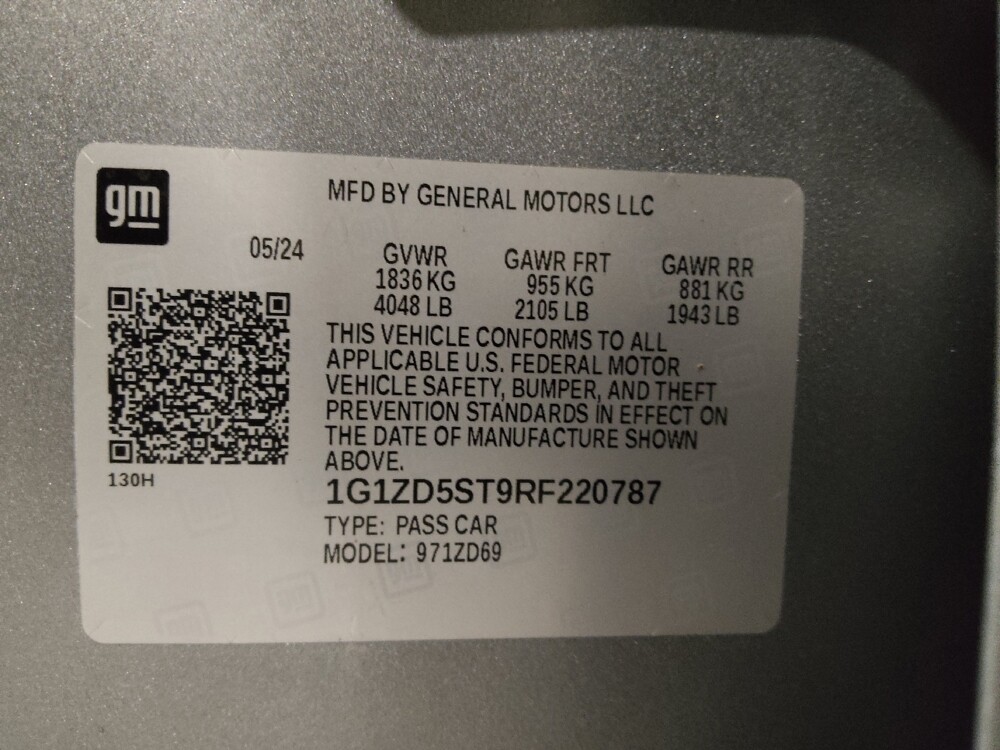 gm
MFD BY GENERAL MOTORS LLC
05/24
GVWR GAWR FRT GAWR RR
1836 KG 955 KG 881 KG
4048 LB 2105 LB 1943 LB
THIS VEHICLE CONFORMS TO ALL
APPLICABLE U.S. FEDERAL MOTOR
VEHICLE SAFETY, BUMPER, AND THEFT
PREVENTION STANDARDS IN EFFECT ON
THE DATE OF MANUFACTURE SHOWN
ABOVE.
130H
1G1ZD5ST9RF220787
TYPE: PASS CAR
MODEL: 971ZD69